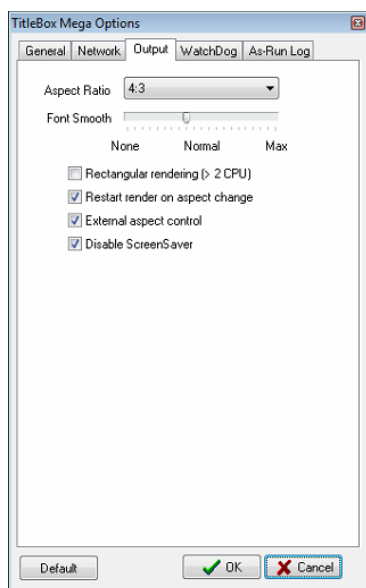 TitleBox Mega Options
General Network Output WatchDog As-Run Log
Aspect Ratio 4:3
Font Smooth
None Normal Max
Rectangular rendering (> 2 CPU)
Restart render on aspect change
External aspect control
Disable ScreenSaver
Default OK Cancel